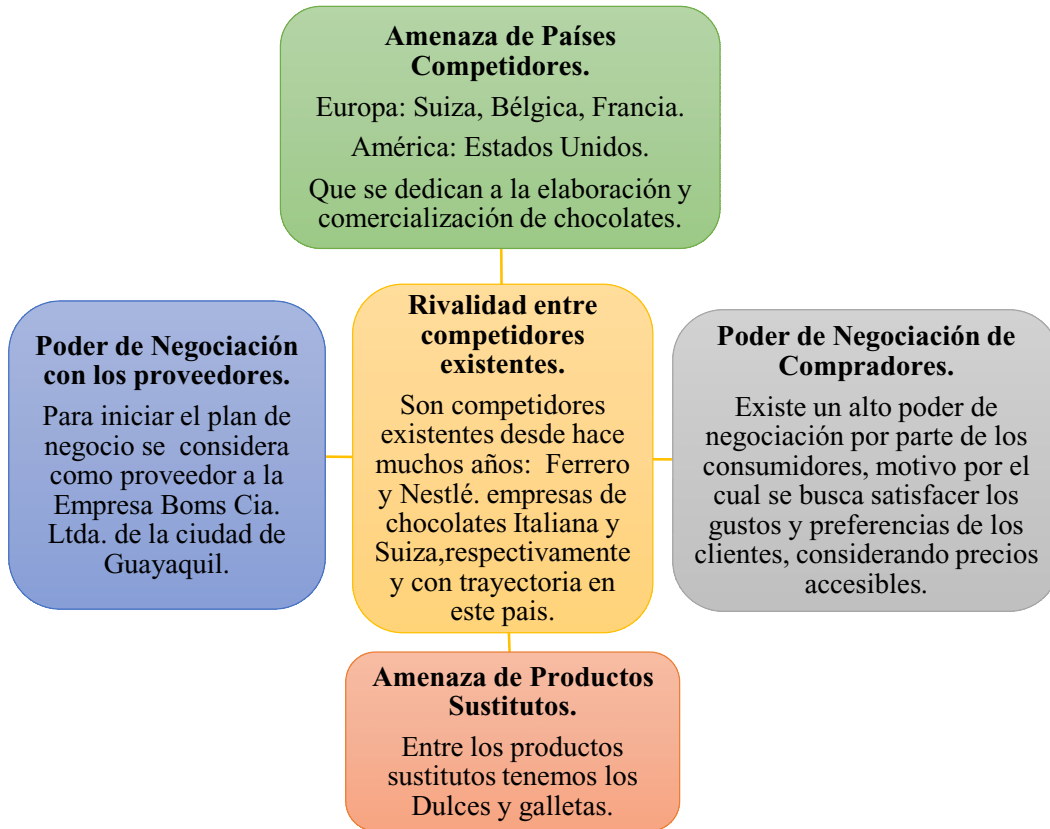 Amenaza de Países
Competidores.
Europa: Suiza, Bélgica, Francia.
América: Estados Unidos.
Que se dedican a la elaboración y
comercialización de chocolates.
Poder de Negociación
con los proveedores.
Para iniciar el plan de
negocio se  considera
como proveedor a la
Empresa Boms Cia.
Ltda. de la ciudad de
Guayaquil.
Rivalidad entre
competidores
existentes.
Son competidores
existentes desde hace
muchos años:  Ferrero
y Nestlé. empresas de
chocolates Italiana y
Suiza,respectivamente
y con trayectoria en
este pais.
Poder de Negociación de
Compradores.
Existe un alto poder de
negociación por parte de los
consumidores, motivo por el
cual se busca satisfacer los
gustos y preferencias de los
clientes, considerando precios
accesibles.
Amenaza de Productos
Sustitutos.
Entre los productos
sustitutos tenemos los
Dulces y galletas.